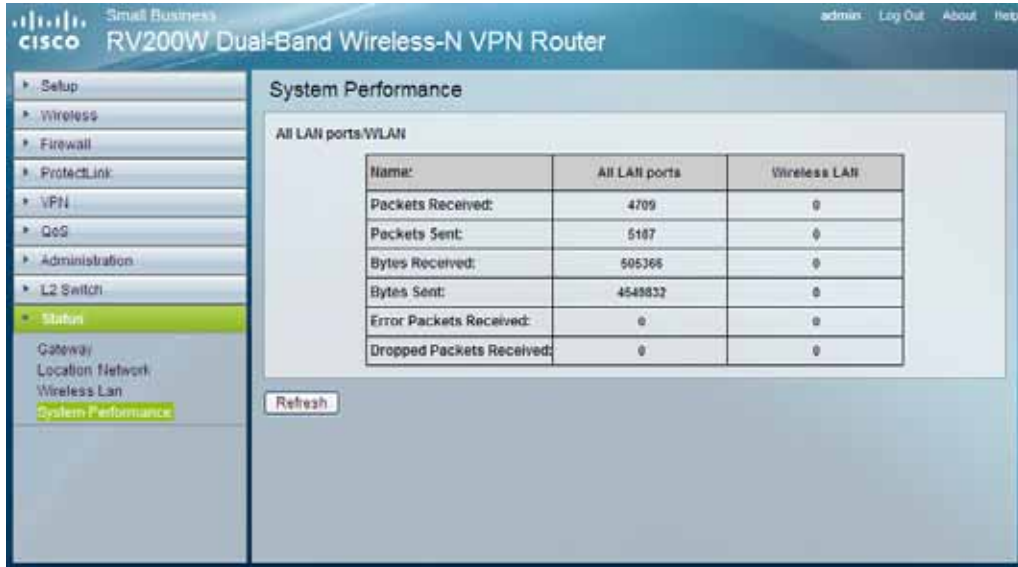 Small Business
admin Log Out About Help
CISCO RV200W Dual-Band Wireless-N VPN Router
Setup
Wireless
Firewall
ProtectLink
VPN
QoS
Administration
L2 Switch
Status
Gateway
Location Network
Wireless Lan
System Performance
System Performance
All LAN ports/WLAN
Name: All LAN ports Wireless LAN
Packets Received: 4709 0
Packets Sent: 5187 0
Bytes Received: 0
Bytes Sent: 0
Error Packets Received: 0 0
Dropped Packets Received: 0 0
Refresh